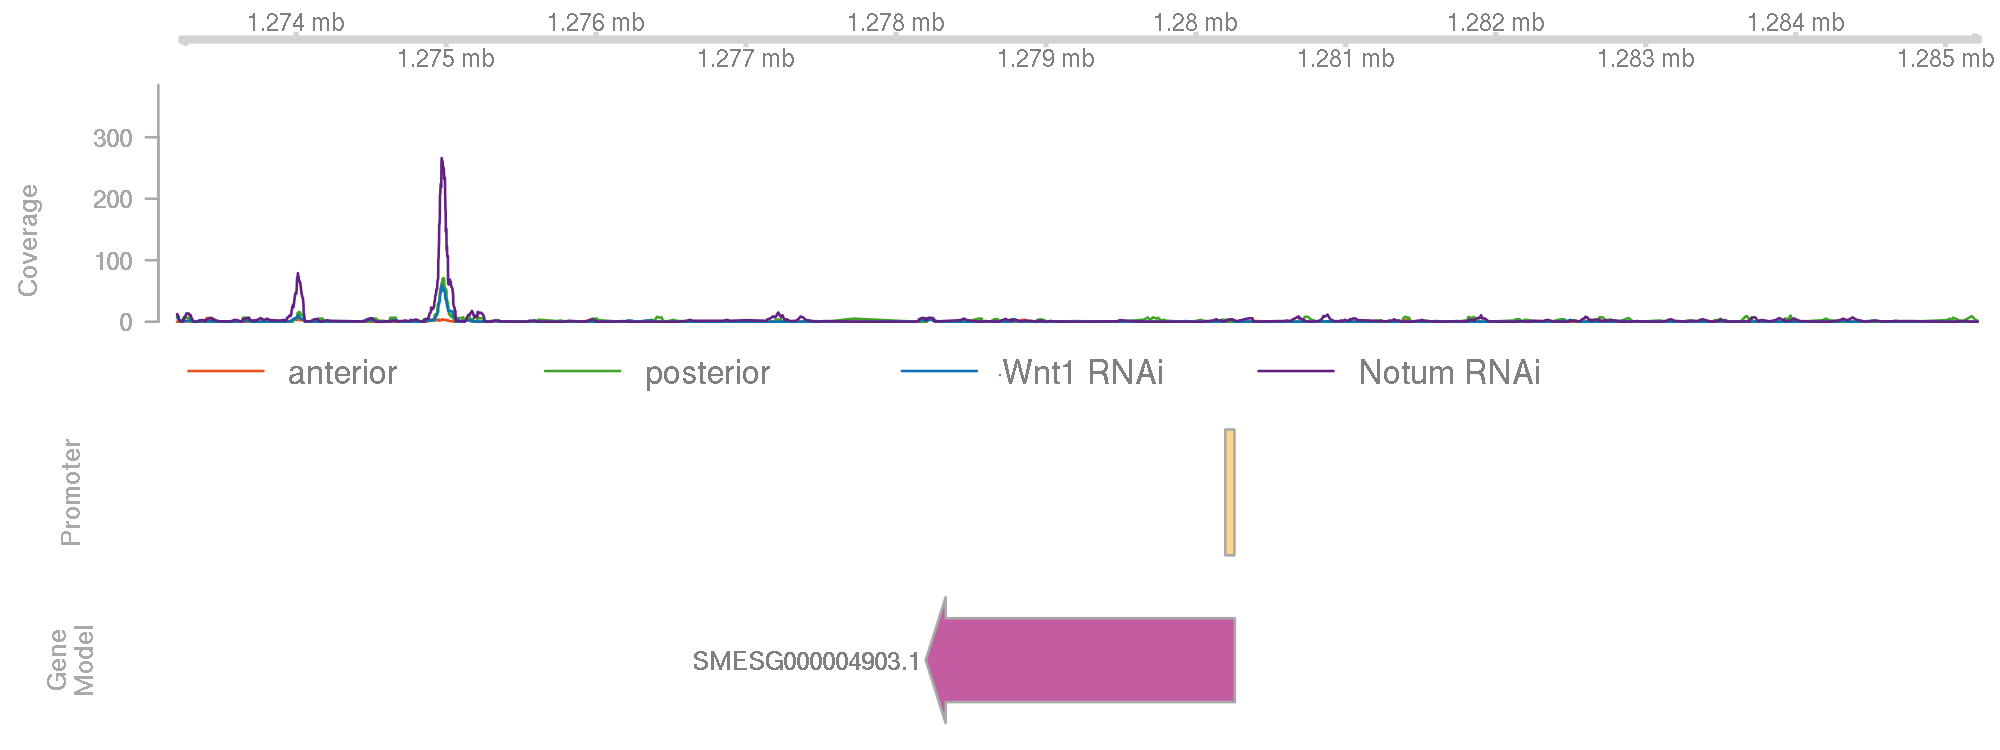 1.274 mb 1.276 mb 1.278 mb 1.28 mb 1.282 mb 1.284 mb
1.275 mb 1.277 mb 1.279 mb 1.281 mb 1.283 mb 1.285 mb
Coverage
300
200
100
0
anterior posterior Wnt1 RNAi Notum RNAi
Promoter
Gene
Model
SMESG000004903.1